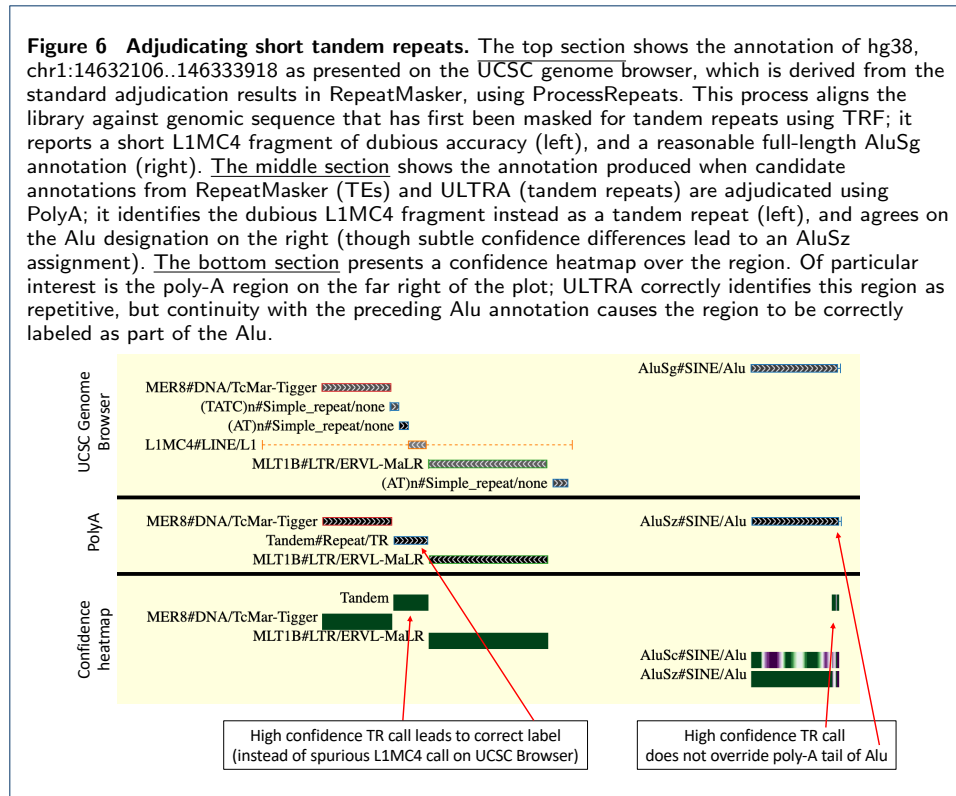 Figure 6 Adjudicating short tandem repeats. The top section shows the annotation of hg38,
chr1:14632106..146333918 as presented on the UCSC genome browser, which is derived from the
standard adjudication results in RepeatMasker, using ProcessRepeats. This process aligns the
library against genomic sequence that has first been masked for tandem repeats using TRF; it
reports a short L1MC4 fragment of dubious accuracy (left), and a reasonable full-length AluSg
annotation (right). The middle section shows the annotation produced when candidate
annotations from RepeatMasker (TEs) and ULTRA (tandem repeats) are adjudicated using
PolyA; it identifies the dubious L1MC4 fragment instead as a tandem repeat (left), and agrees on
the Alu designation on the right (though subtle confidence differences lead to an AluSz
assignment). The bottom section presents a confidence heatmap over the region. Of particular
interest is the poly-A region on the far right of the plot; ULTRA correctly identifies this region as
repetitive, but continuity with the preceding Alu annotation causes the region to be correctly
labeled as part of the Alu.
UCSC Genome
Browser
AluSg#SINE/Alu
MER8#DNA/TcMar-Tigger
(TATC)n#Simple_repeat/none
(AT)n#Simple_repeat/none
L1MC4#LINE/L1
MLT1B#LTR/ERVL-MaLR
(AT)n#Simple_repeat/none
PolyA
MER8#DNA/TcMar-Tigger
AluSz#SINE/Alu
Tandem#Repeat/TR
MLT1B#LTR/ERVL-MaLR
Confidence
heatmap
Tandem
MER8#DNA/TcMar-Tigger
MLT1B#LTR/ERVL-MaLR
AluSc#SINE/Alu
AluSz#SINE/Alu
High confidence TR call leads to correct label
(instead of spurious L1MC4 call on UCSC Browser)
High confidence TR call
does not override poly-A tail of Alu